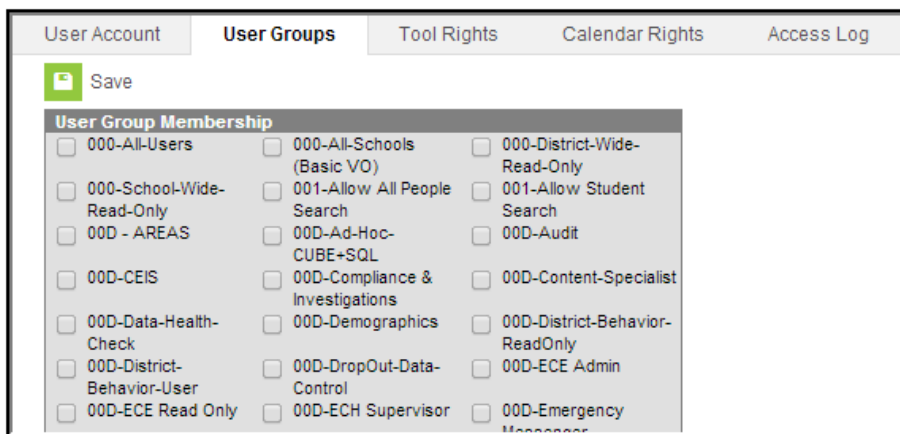 User Account User Groups Tool Rights Calendar Rights Access Log
Save
User Group Membership
000-All-Users 000-All-Schools 000-District-Wide-
(Basic VO) Read-Only
000-School-Wide- 001-Allow All People 001-Allow Student
Read-Only Search Search
00D - AREAS 00D-Ad-Hoc- 00D-Audit
CUBE+SQL
00D-CEIS 00D-Compliance & 00D-Content-Specialist
Investigations
00D-Data-Health- 00D-Demographics 00D-District-Behavior-
Check ReadOnly
00D-District- 00D-DropOut-Data- 00D-ECE Admin
Behavior-User Control
00D-ECE Read Only 00D-ECH Supervisor 00D-Emergency